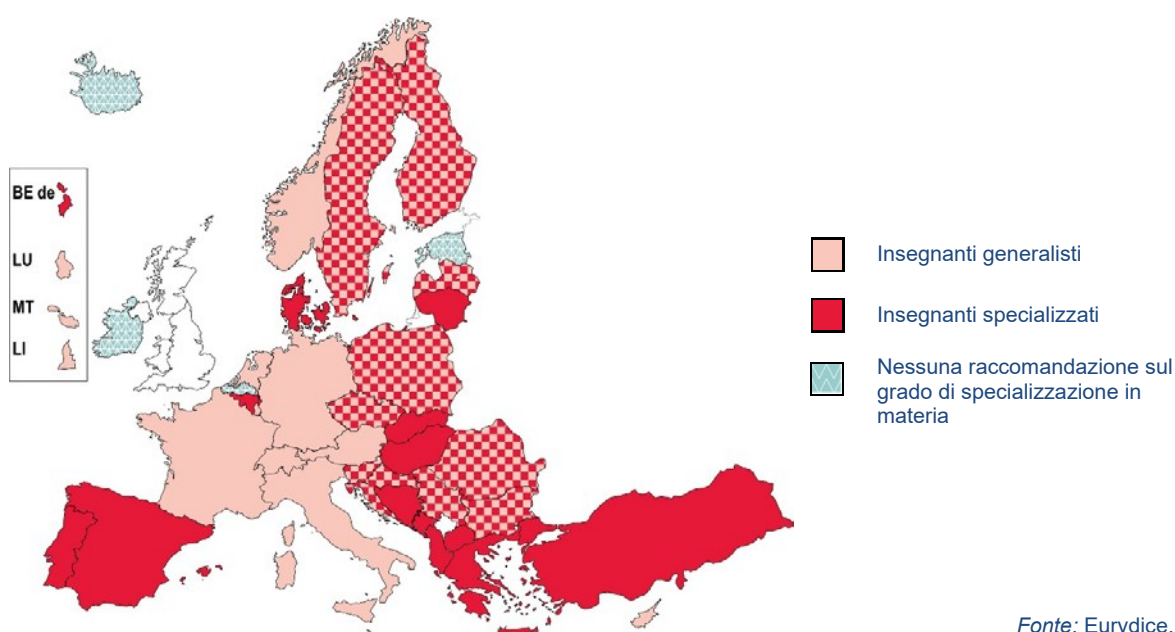 BE de
LU
MT
LI
Insegnanti generalisti
Insegnanti specializzati
Nessuna raccomandazione sul
grado di specializzazione in
materia
Fonte: Eurydice.